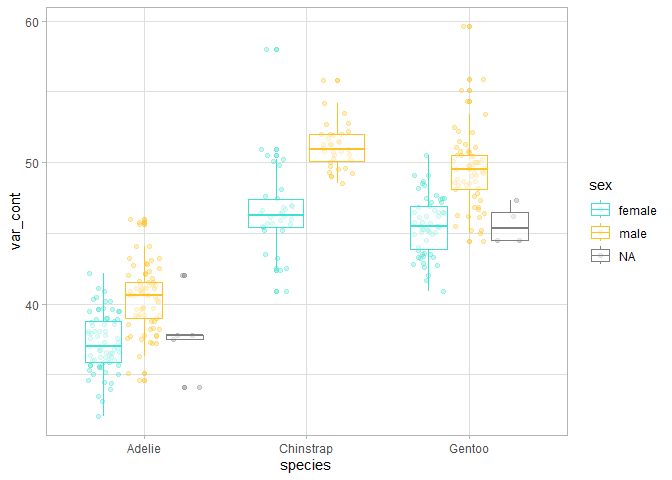 60
50
40
var_cont
Adelie
Chinstrap
Gentoo
species
sex
female
male
NA